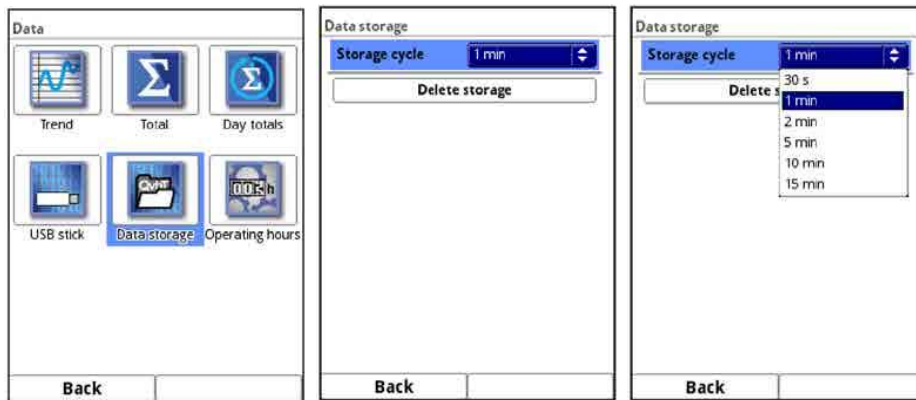 Data
Trend
Total
Day totals
USB stick
QvhT
Data storage
Operating hours
Back
Data storage
Storage cycle
1 min
Delete storage
Back
Data storage
Storage cycle
1 min
Delete s
30 s
1 min
2 min
5 min
10 min
15 min
Back